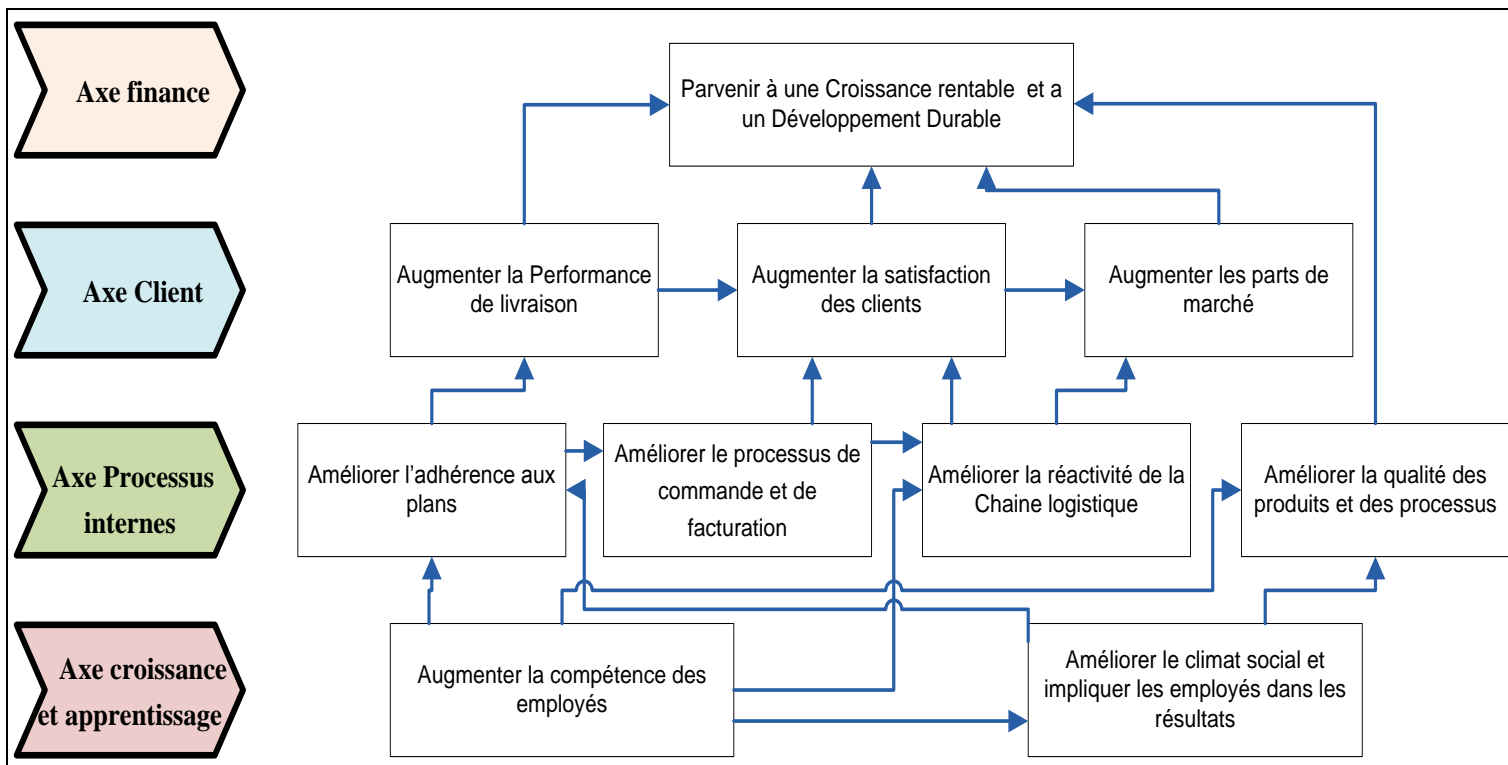 Axe finance
Parvenir à une Croissance rentable et a
un Développement Durable
Axe Client
Augmenter la Performance
de livraison
Augmenter la satisfaction
des clients
Augmenter les parts de
marché
Axe Processus
internes
Améliorer l’adhérence aux
plans
Améliorer le processus de
commande et de
facturation
Améliorer la réactivité de la
Chaine logistique
Améliorer la qualité des
produits et des processus
Axe croissance
et apprentissage
Augmenter la compétence des
employés
Améliorer le climat social et
impliquer les employés dans les
résultats